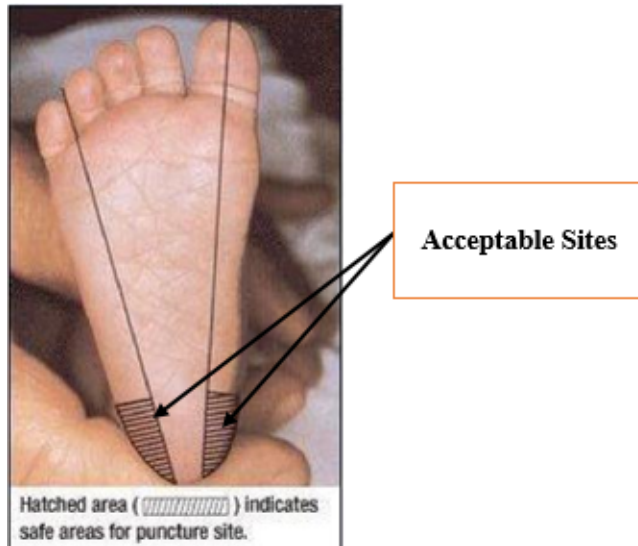 Acceptable Sites
Hatched area ( ) indicates
safe areas for puncture site.